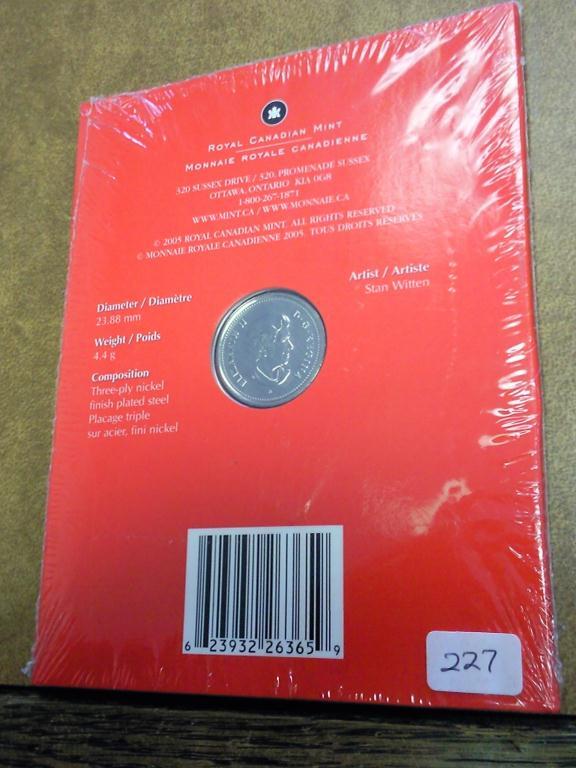 ROYAL CANADIAN MINT
MONNAIE ROYALE CANADIENNE
320 SUSSEX DRIVE / 320, PROMENADE SUSSEX
OTTAWA, ONTARIO K1A 0G8
1-800-267-1871
WWW.MINT.CA / WWW.MONNAIE.CA
© 2005 ROYAL CANADIAN MINT. ALL RIGHTS RESERVED
© MONNAIE ROYALE CANADIENNE 2005. TOUS DROITS RÉSERVÉS
Diameter / Diamètre
23.88 mm
Weight / Poids
4.4 g
Composition
Three-ply nickel
finish plated steel
Placage triple
sur acier, fini nickel
Artist / Artiste
Stan Witten
ELIZABETH II D·G·REGINA
6 23932 26365 9
227